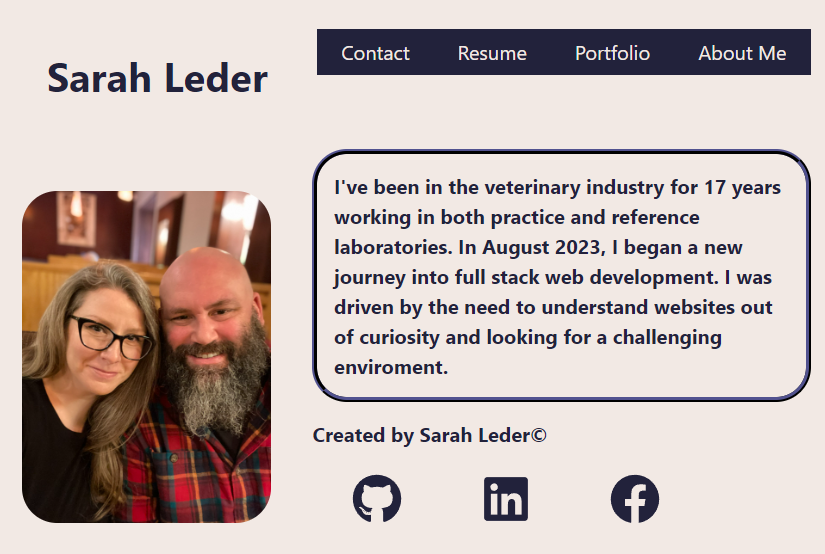 Sarah Leder
Contact Resume Portfolio About Me
I've been in the veterinary industry for 17 years
working in both practice and reference
laboratories. In August 2023, I began a new
journey into full stack web development. I was
driven by the need to understand websites out
of curiosity and looking for a challenging
enviroment.
Created by Sarah Leder©
in
f